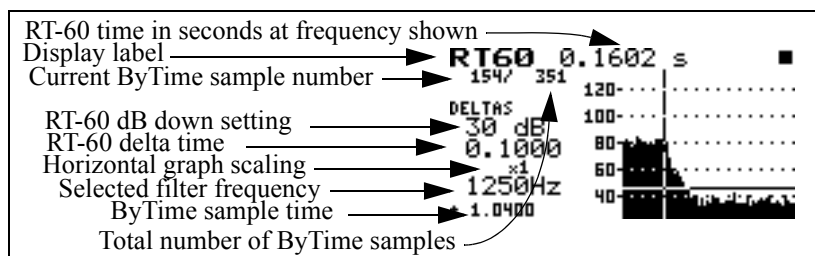 RT-60 time in seconds at frequency shown
Display label
Current ByTime sample number
RT-60 dB down setting
RT-60 delta time
Horizontal graph scaling
Selected filter frequency
ByTime sample time
Total number of ByTime samples
RT60 0.1602 s
154/ 351
DELTAS
30 dB
0.1000
x1
1250Hz
1.0400
120
100
80
60
40